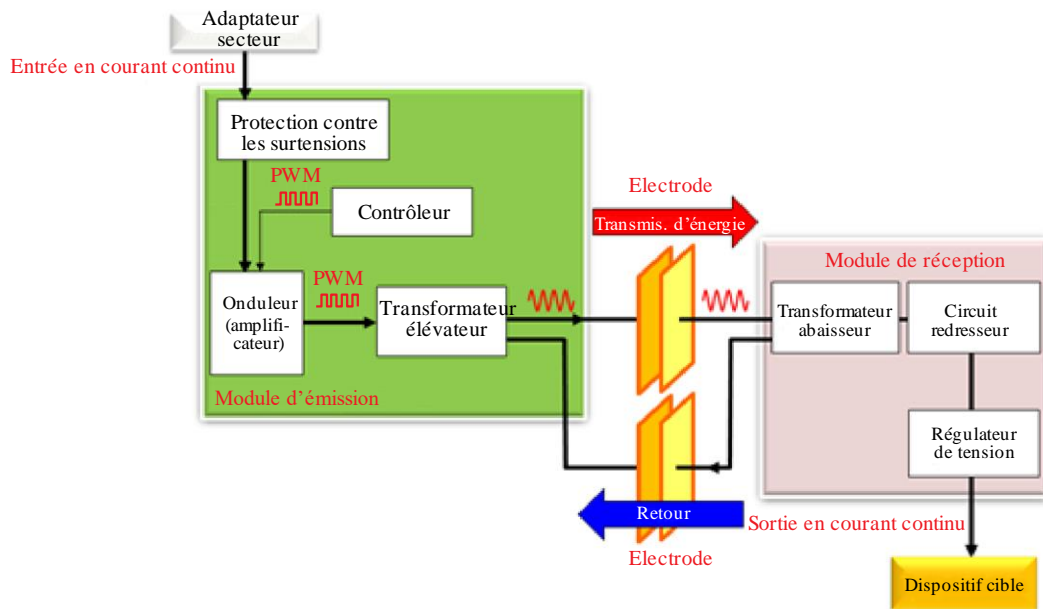 Adaptateur
secteur
Entrée en courant continu
Protection contre
les surtensions
PWM
Contrôleur
Electrode
Transmis. d'énergie
Module de réception
Onduleur
(amplifi-
cateur)
PWM
Transformateur
élévateur
Transformateur
abaisseur
Circuit
redresseur
Module d'émission
Régulateur
de tension
Retour
Sortie en courant continu
Electrode
Dispositif cible